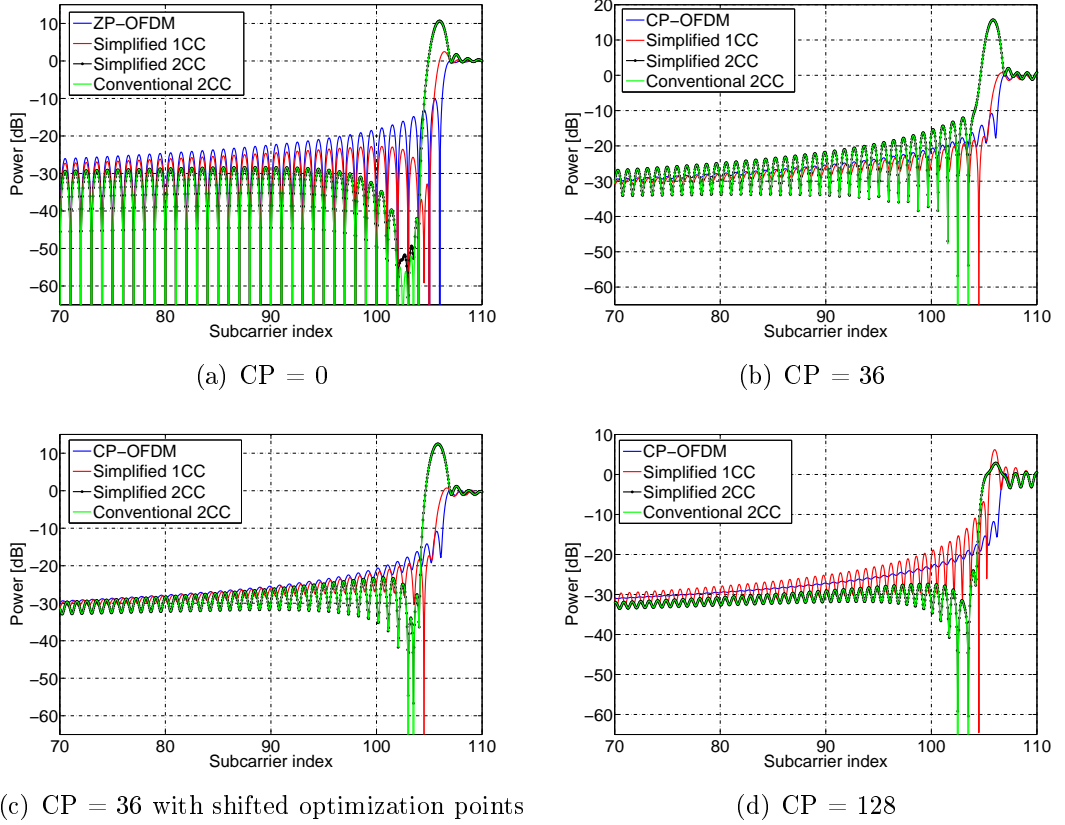 10
0
−10
−20
−30
−40
−50
−60
Power [dB]
70
80
90
100
110
Subcarrier index
ZP−OFDM
Simplified 1CC
Simplified 2CC
Conventional 2CC
(a) CP = 0
20
10
0
−10
−20
−30
−40
−50
−60
Power [dB]
70
80
90
100
110
Subcarrier index
CP−OFDM
Simplified 1CC
Simplified 2CC
Conventional 2CC
(b) CP = 36
10
0
−10
−20
−30
−40
−50
−60
Power [dB]
70
80
90
100
110
Subcarrier index
CP−OFDM
Simplified 1CC
Simplified 2CC
Conventional 2CC
(c) CP = 36 with shifted optimization points
10
0
−10
−20
−30
−40
−50
−60
Power [dB]
70
80
90
100
110
Subcarrier index
CP−OFDM
Simplified 1CC
Simplified 2CC
Conventional 2CC
(d) CP = 128